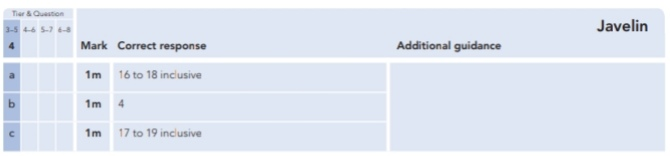 Tier & Question
3–5 4–6 5–7 6–8
Javelin
4 Mark Correct response Additional guidance
a 1m 16 to 18 inclusive
b 1m 4
c 1m 17 to 19 inclusive